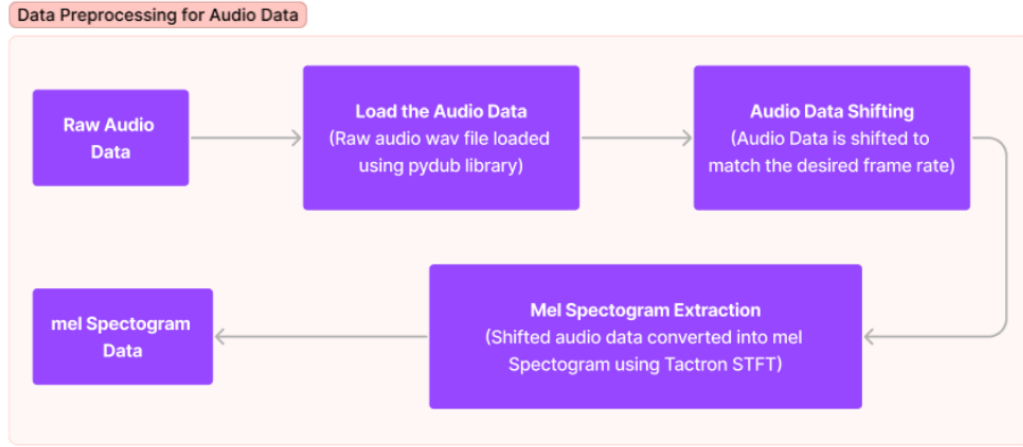 Data Preprocessing for Audio Data
Raw Audio
Data
Load the Audio Data
(Raw audio wav file loaded
using pydub library)
Audio Data Shifting
(Audio Data is shifted to
match the desired frame rate)
Mel Spectogram Extraction
(Shifted audio data converted into mel
Spectogram using Tactron STFT)
mel Spectogram
Data